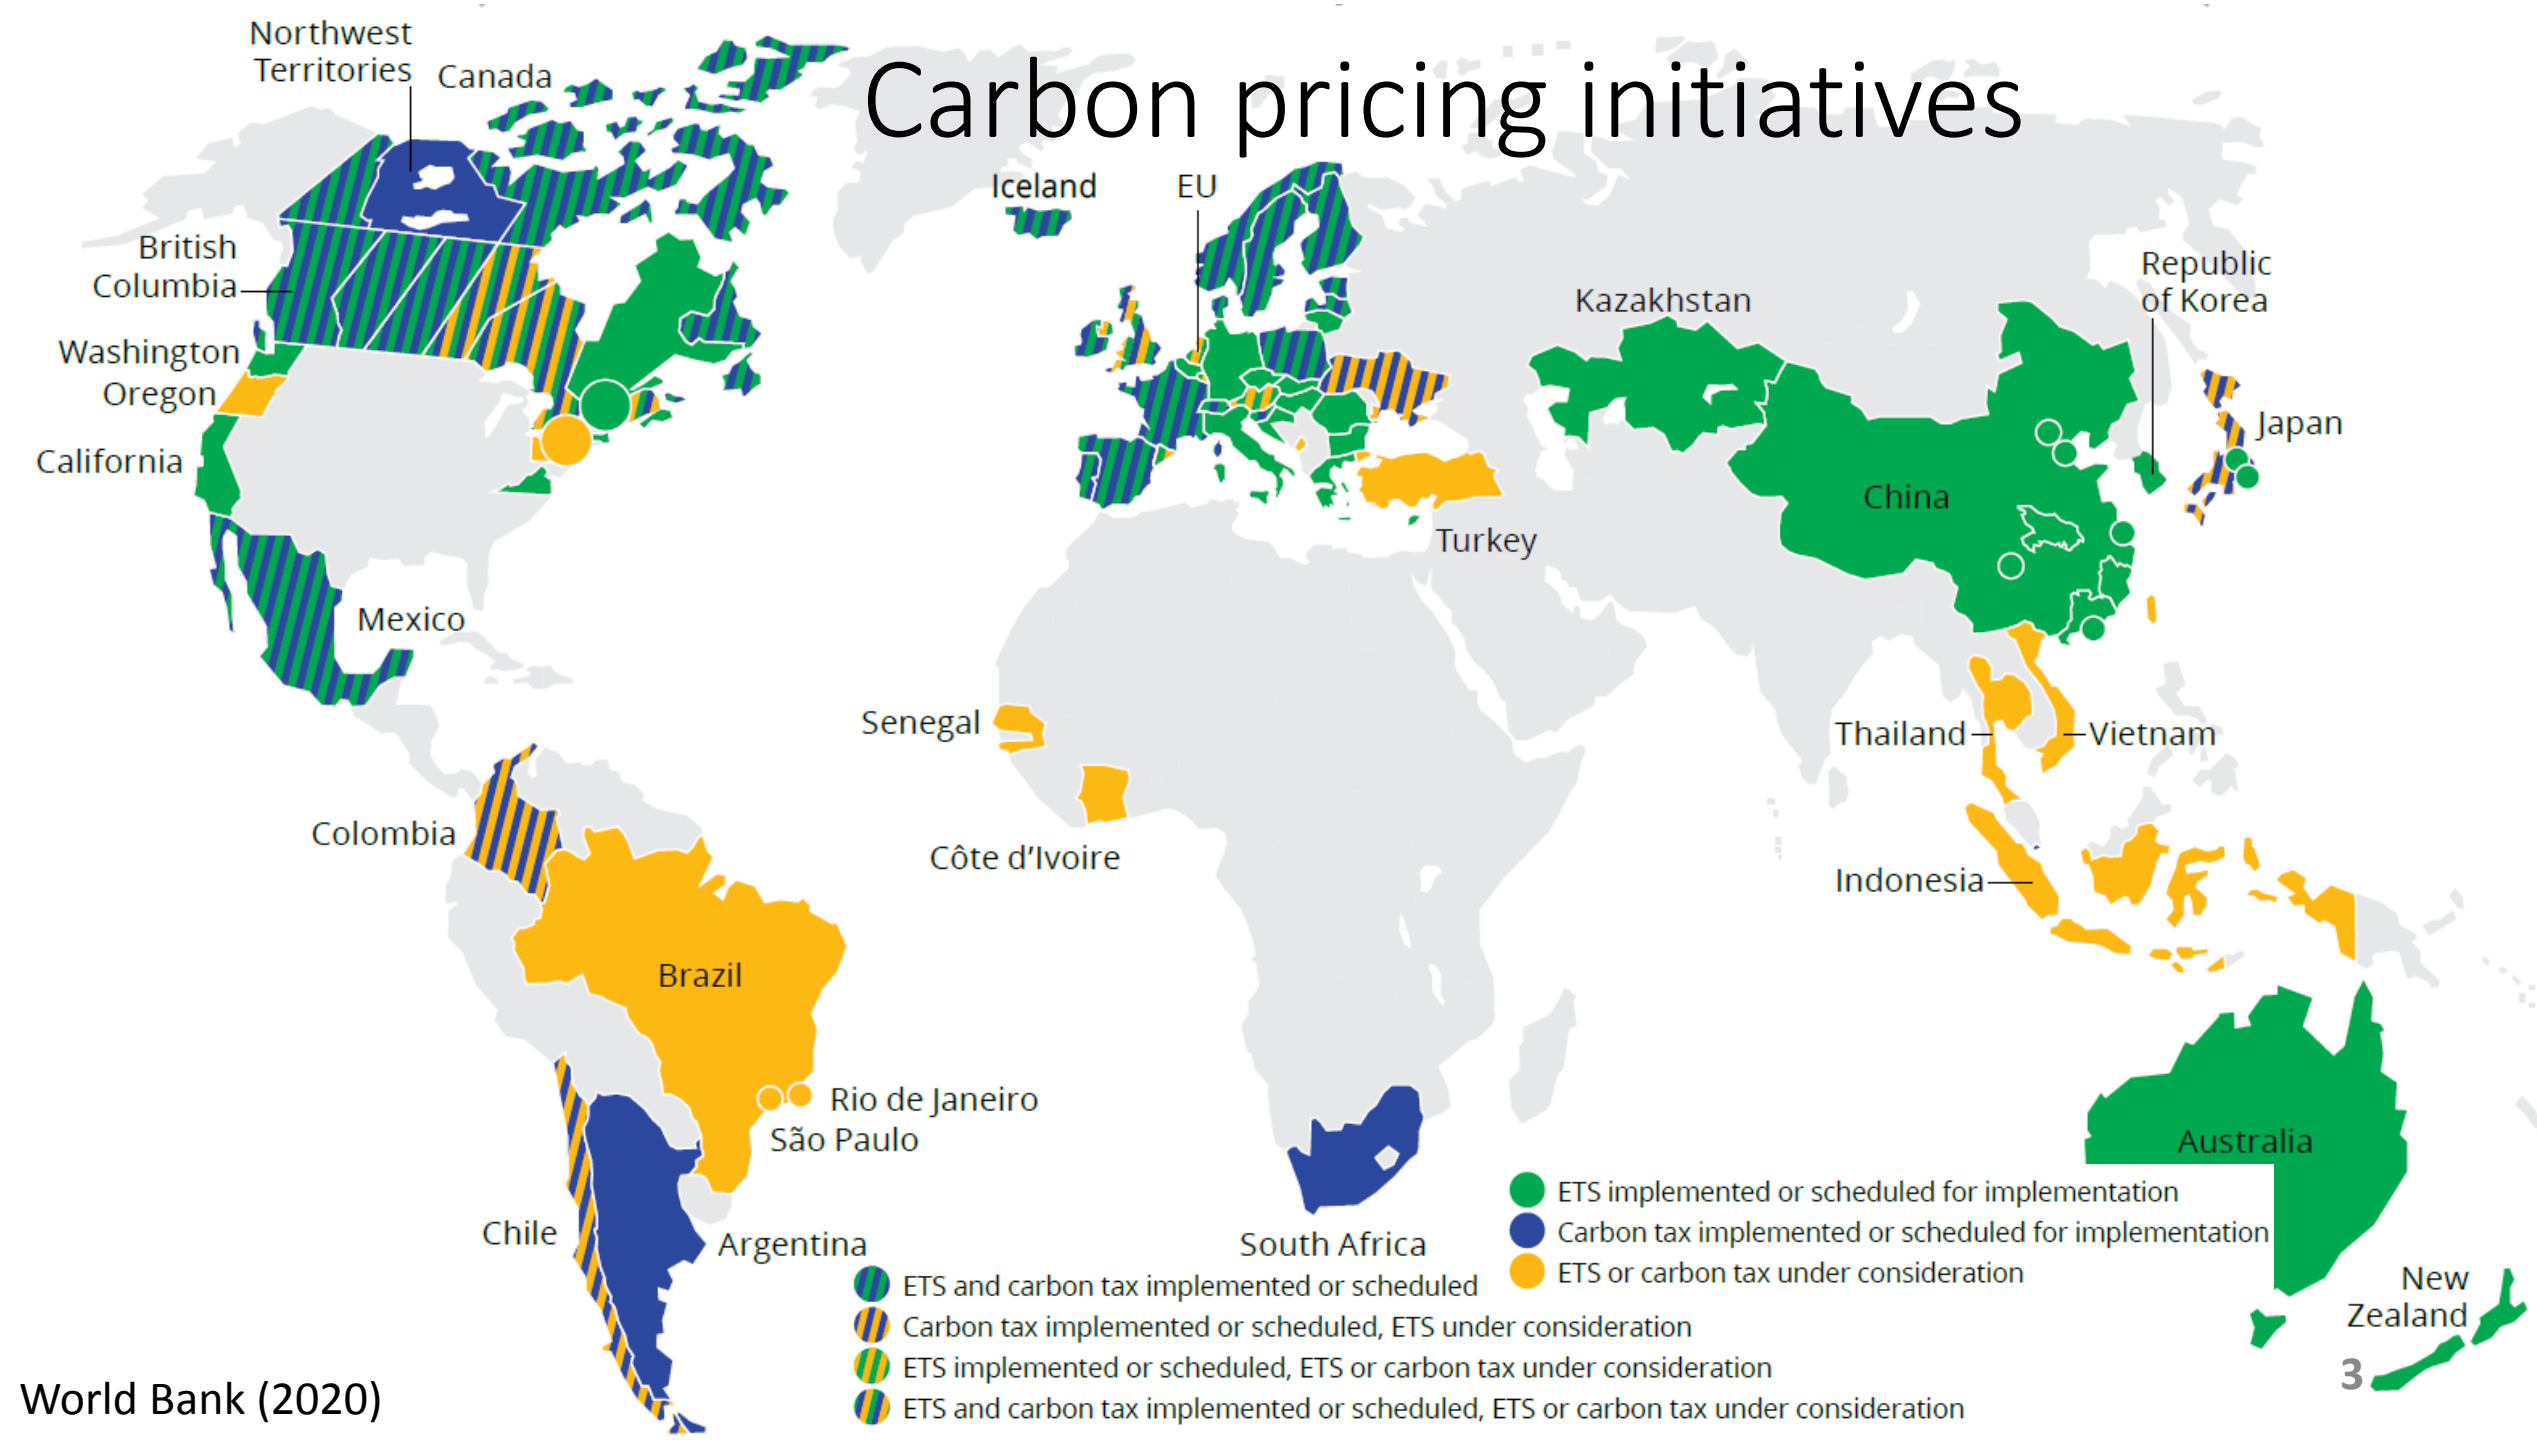 Carbon pricing initiatives
Northwest
Territories
Canada
Iceland
EU
British
Columbia
Washington
Oregon
California
Kazakhstan
Republic
of Korea
Japan
China
Turkey
Mexico
Senegal
Thailand
Vietnam
Colombia
Côte d’Ivoire
Indonesia
Brazil
Rio de Janeiro
São Paulo
Australia
Chile
Argentina
South Africa
New
Zealand
ETS implemented or scheduled for implementation
Carbon tax implemented or scheduled for implementation
ETS or carbon tax under consideration
ETS and carbon tax implemented or scheduled
Carbon tax implemented or scheduled, ETS under consideration
ETS implemented or scheduled, ETS or carbon tax under consideration
ETS and carbon tax implemented or scheduled, ETS or carbon tax under consideration
World Bank (2020)
3